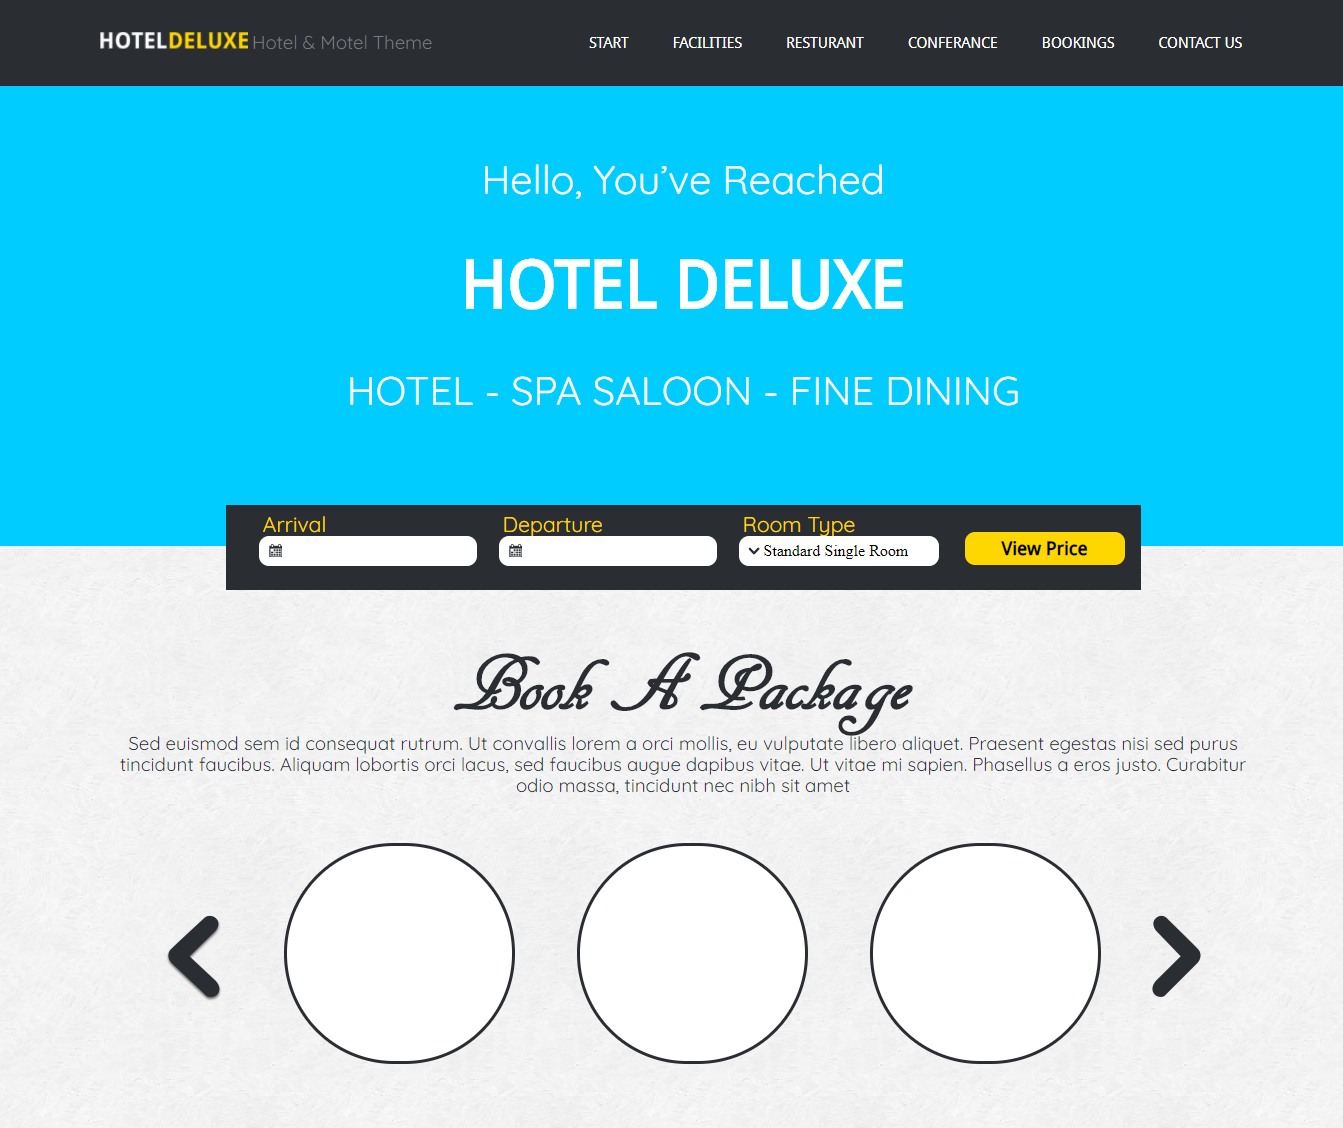 HOTELDELUXE Hotel & Motel Theme
START FACILITIES RESTURANT CONFERANCE BOOKINGS CONTACT US
Hello, You’ve Reached
HOTEL DELUXE
HOTEL - SPA SALOON - FINE DINING
Arrival Departure Room Type
Standard Single Room View Price
Book A Package
Sed euismod sem id consequat rutrum. Ut convallis lorem a orci mollis, eu vulputate libero aliquet. Praesent egestas nisi sed purus
tincidunt faucibus. Aliquam lobortis orci lacus, sed faucibus augue dapibus vitae. Ut vitae mi sapien. Phasellus a eros justo. Curabitur
odio massa, tincidunt nec nibh sit amet